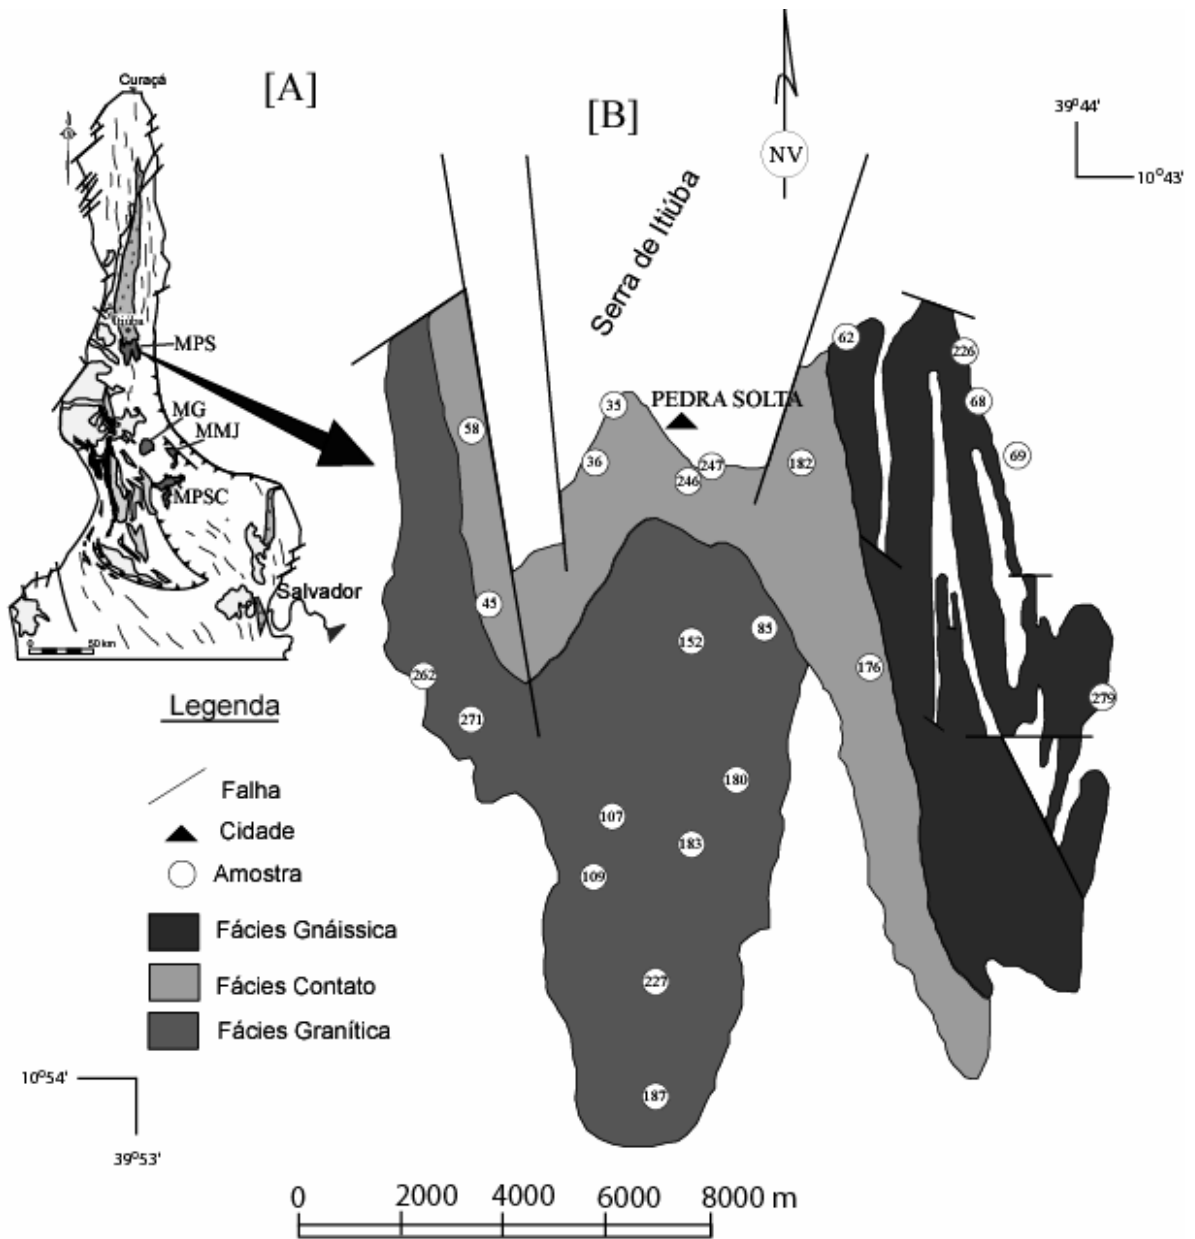 Curaçá
[A]
[B]
NV
39°44'
10°43'
Serra de Itiúba
Itiúba
MPS
MG
MMJ
MPSC
Salvador
0 50 km
PEDRA SOLTA
62
226
68
69
35
58
36
247
246
182
45
152
85
176
262
271
279
180
107
183
109
227
187
Legenda
Falha
Cidade
Amostra
Fácies Gnáissica
Fácies Contato
Fácies Granítica
10°54'
39°53'
0 2000 4000 6000 8000 m